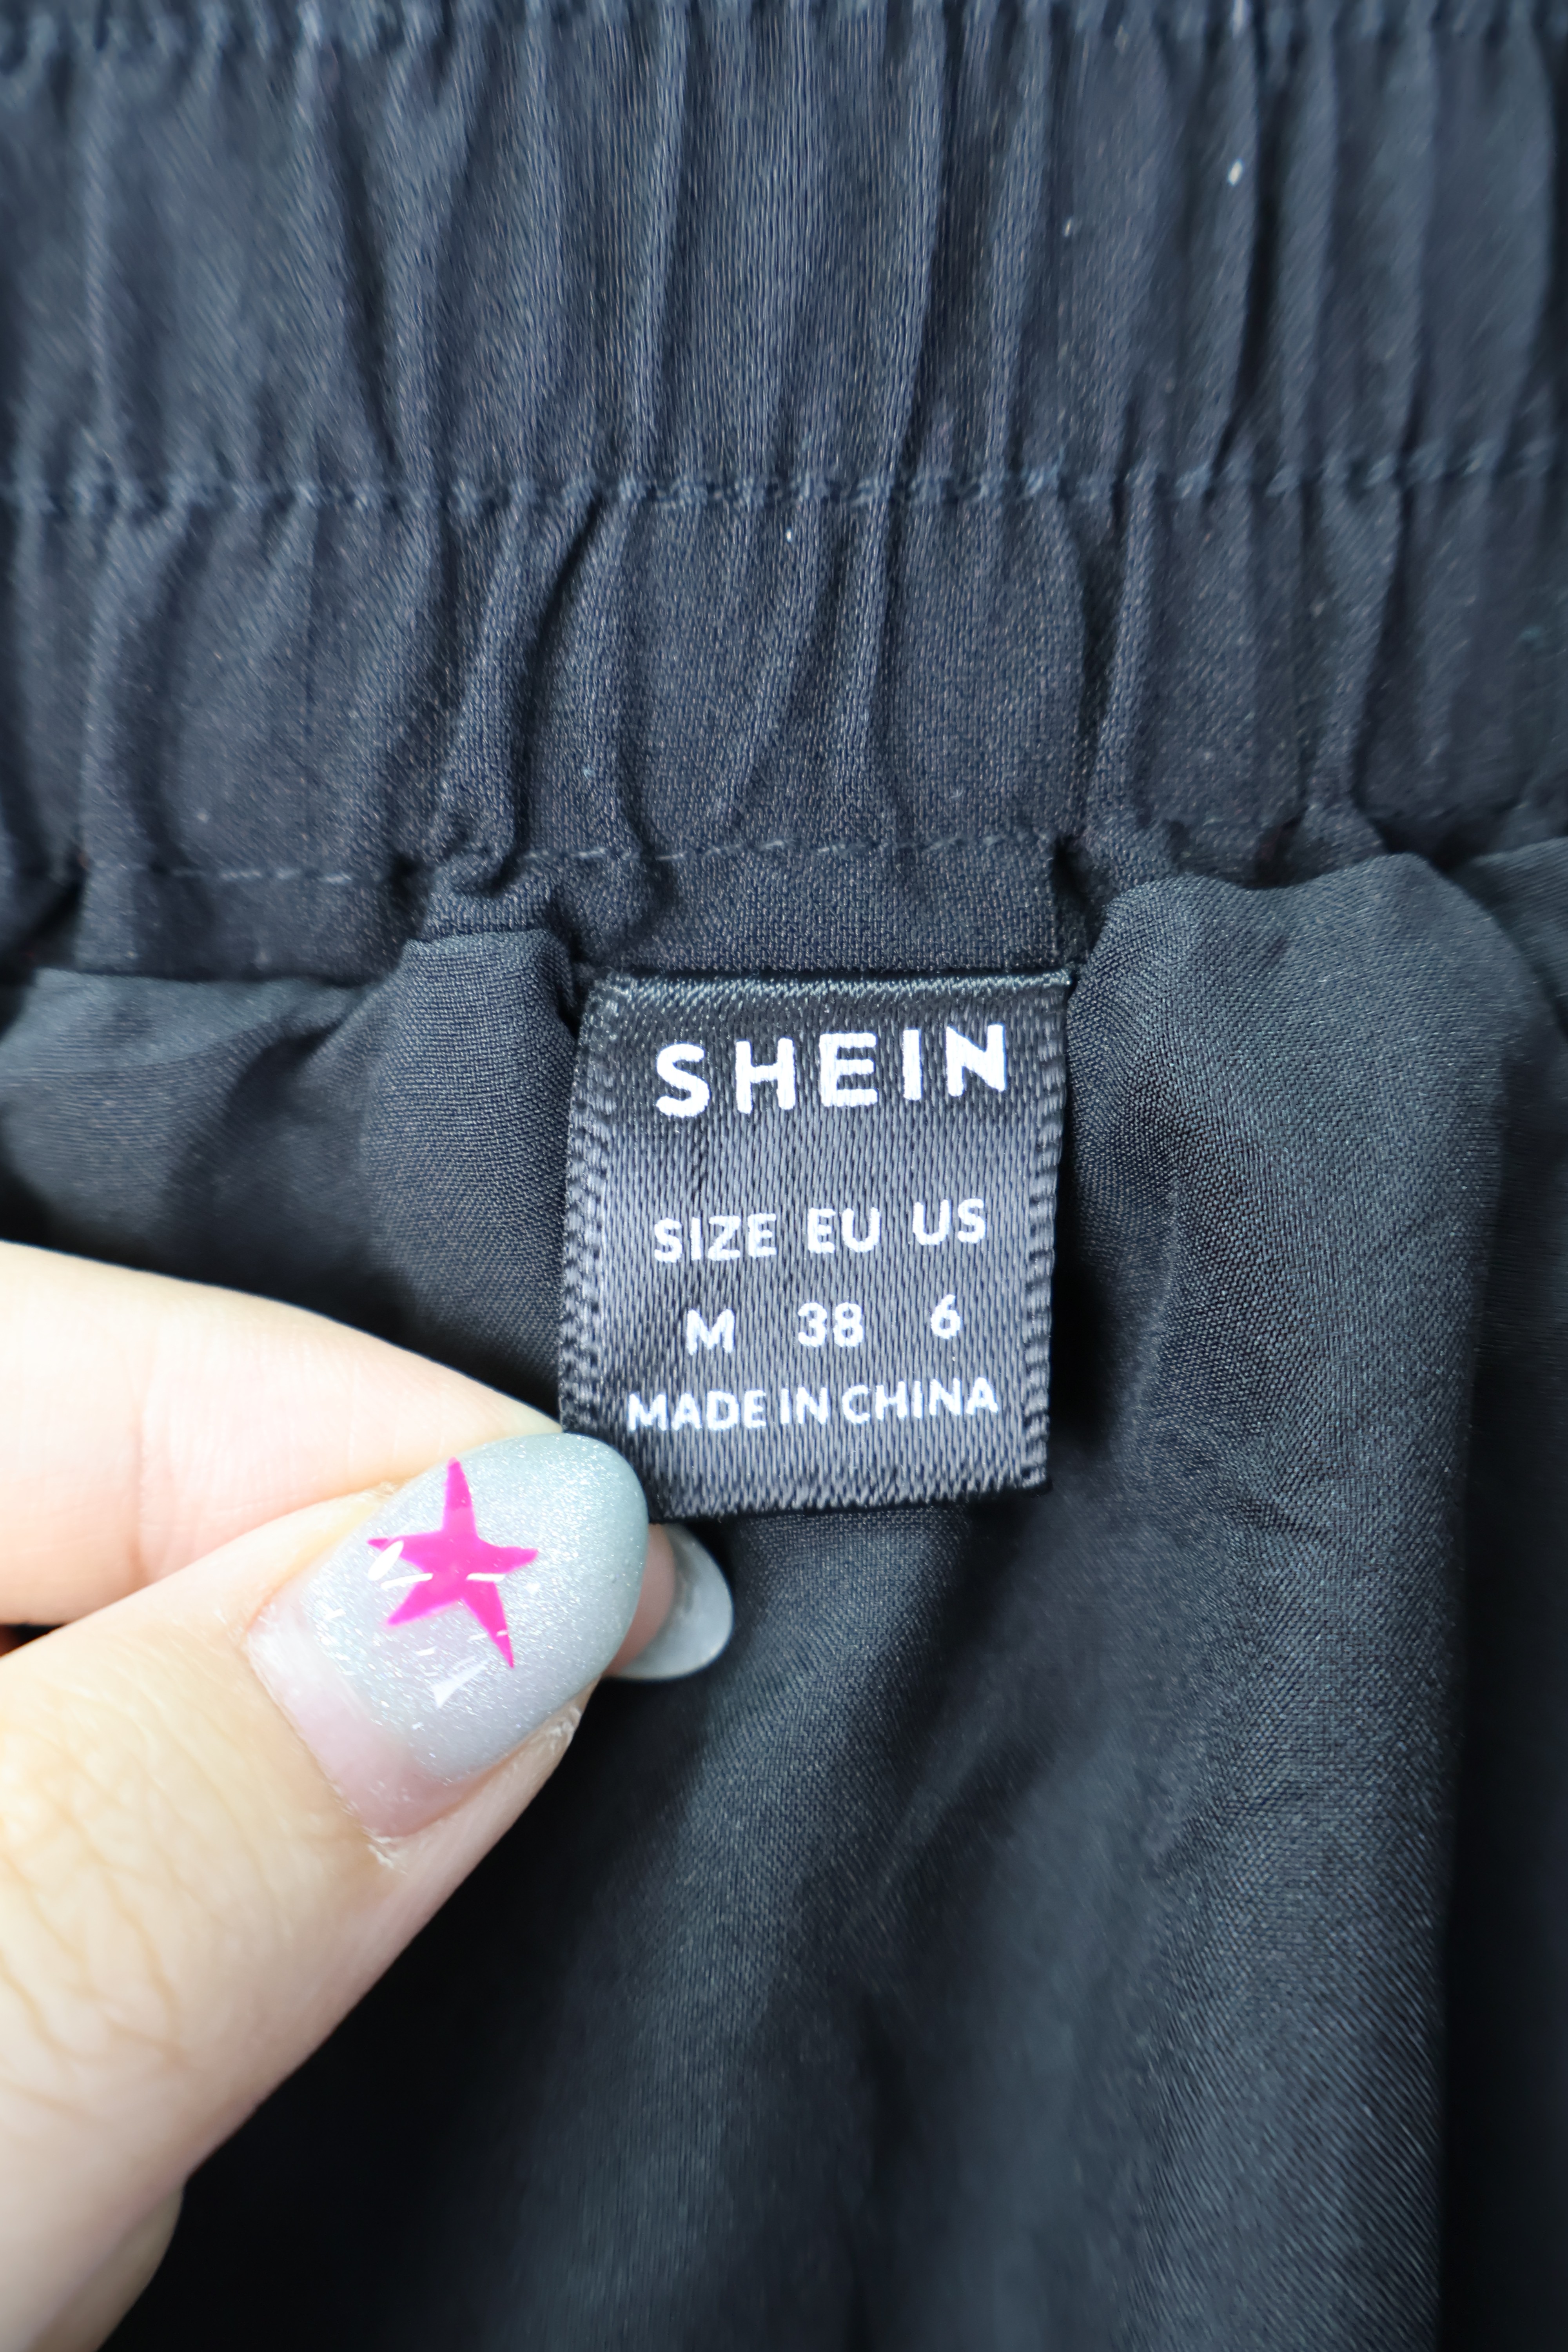 SHEIN
SIZE EU US
M 38 6
MADE IN CHINA